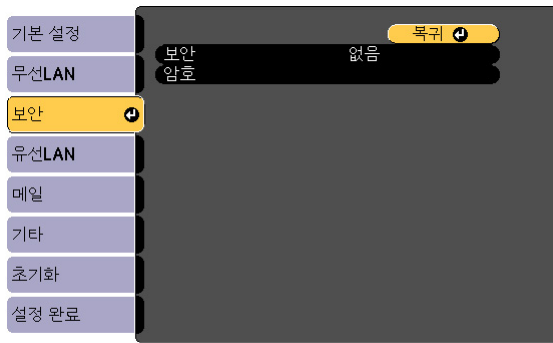 기본 설정
무선LAN
보안
유선LAN
메일
기타
초기화
설정 완료
복귀
보안 없음
암호